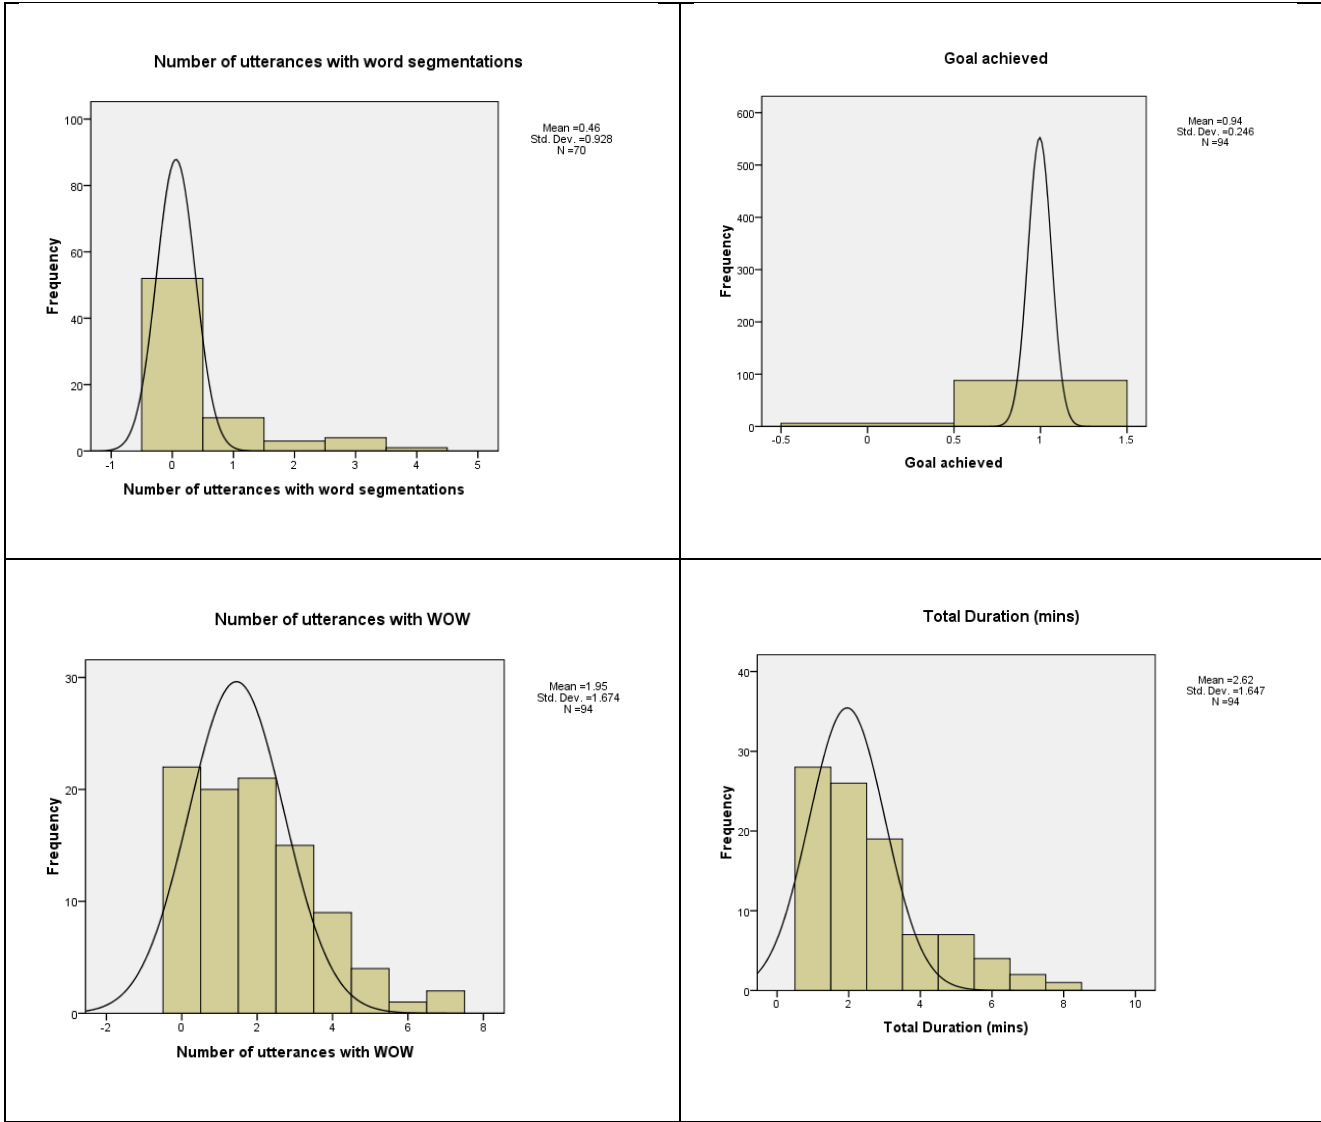 Number of utterances with word segmentations
Mean =0.46
Std. Dev. =0.928
N =70
100
80
60
40
20
0
Frequency
-1 0 1 2 3 4 5
Number of utterances with word segmentations
Goal achieved
Mean =0.94
Std. Dev. =0.246
N =94
600
500
400
300
200
100
0
Frequency
-0.5 0 0.5 1 1.5
Goal achieved
Number of utterances with WOW
Mean =1.95
Std. Dev. =1.674
N =94
30
20
10
0
Frequency
-2 0 2 4 6 8
Number of utterances with WOW
Total Duration (mins)
Mean =2.62
Std. Dev. =1.647
N =94
40
30
20
10
0
Frequency
0 2 4 6 8 10
Total Duration (mins)